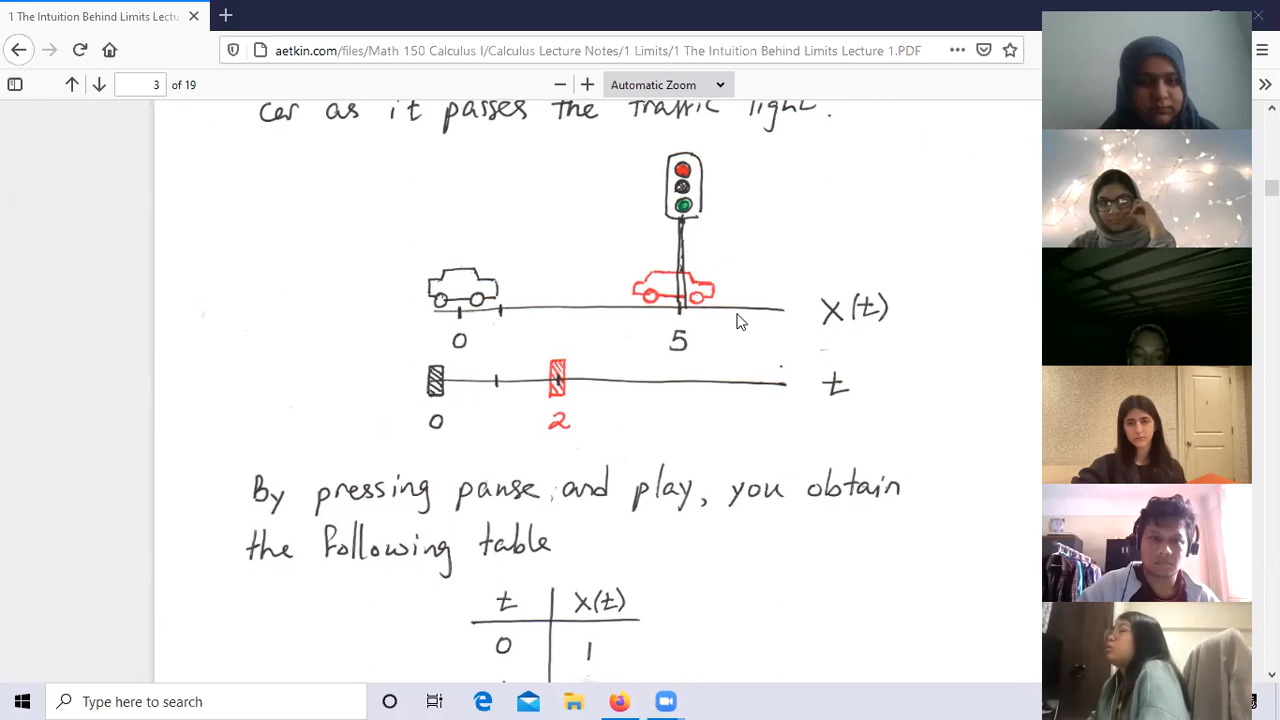 1 The Intuition Behind Limits Lectu
aetkin.com/files/Math 150 Calculus I/Calculus Lecture Notes/1 Limits/1 The Intuition Behind Limits Lecture 1.PDF
3 of 19
Automatic Zoom
car as it passes the traffic light.
X(t)
0 5
t
0 2
By pressing pause, and play, you obtain
the following table
t X(t)
0 1
Type here to search